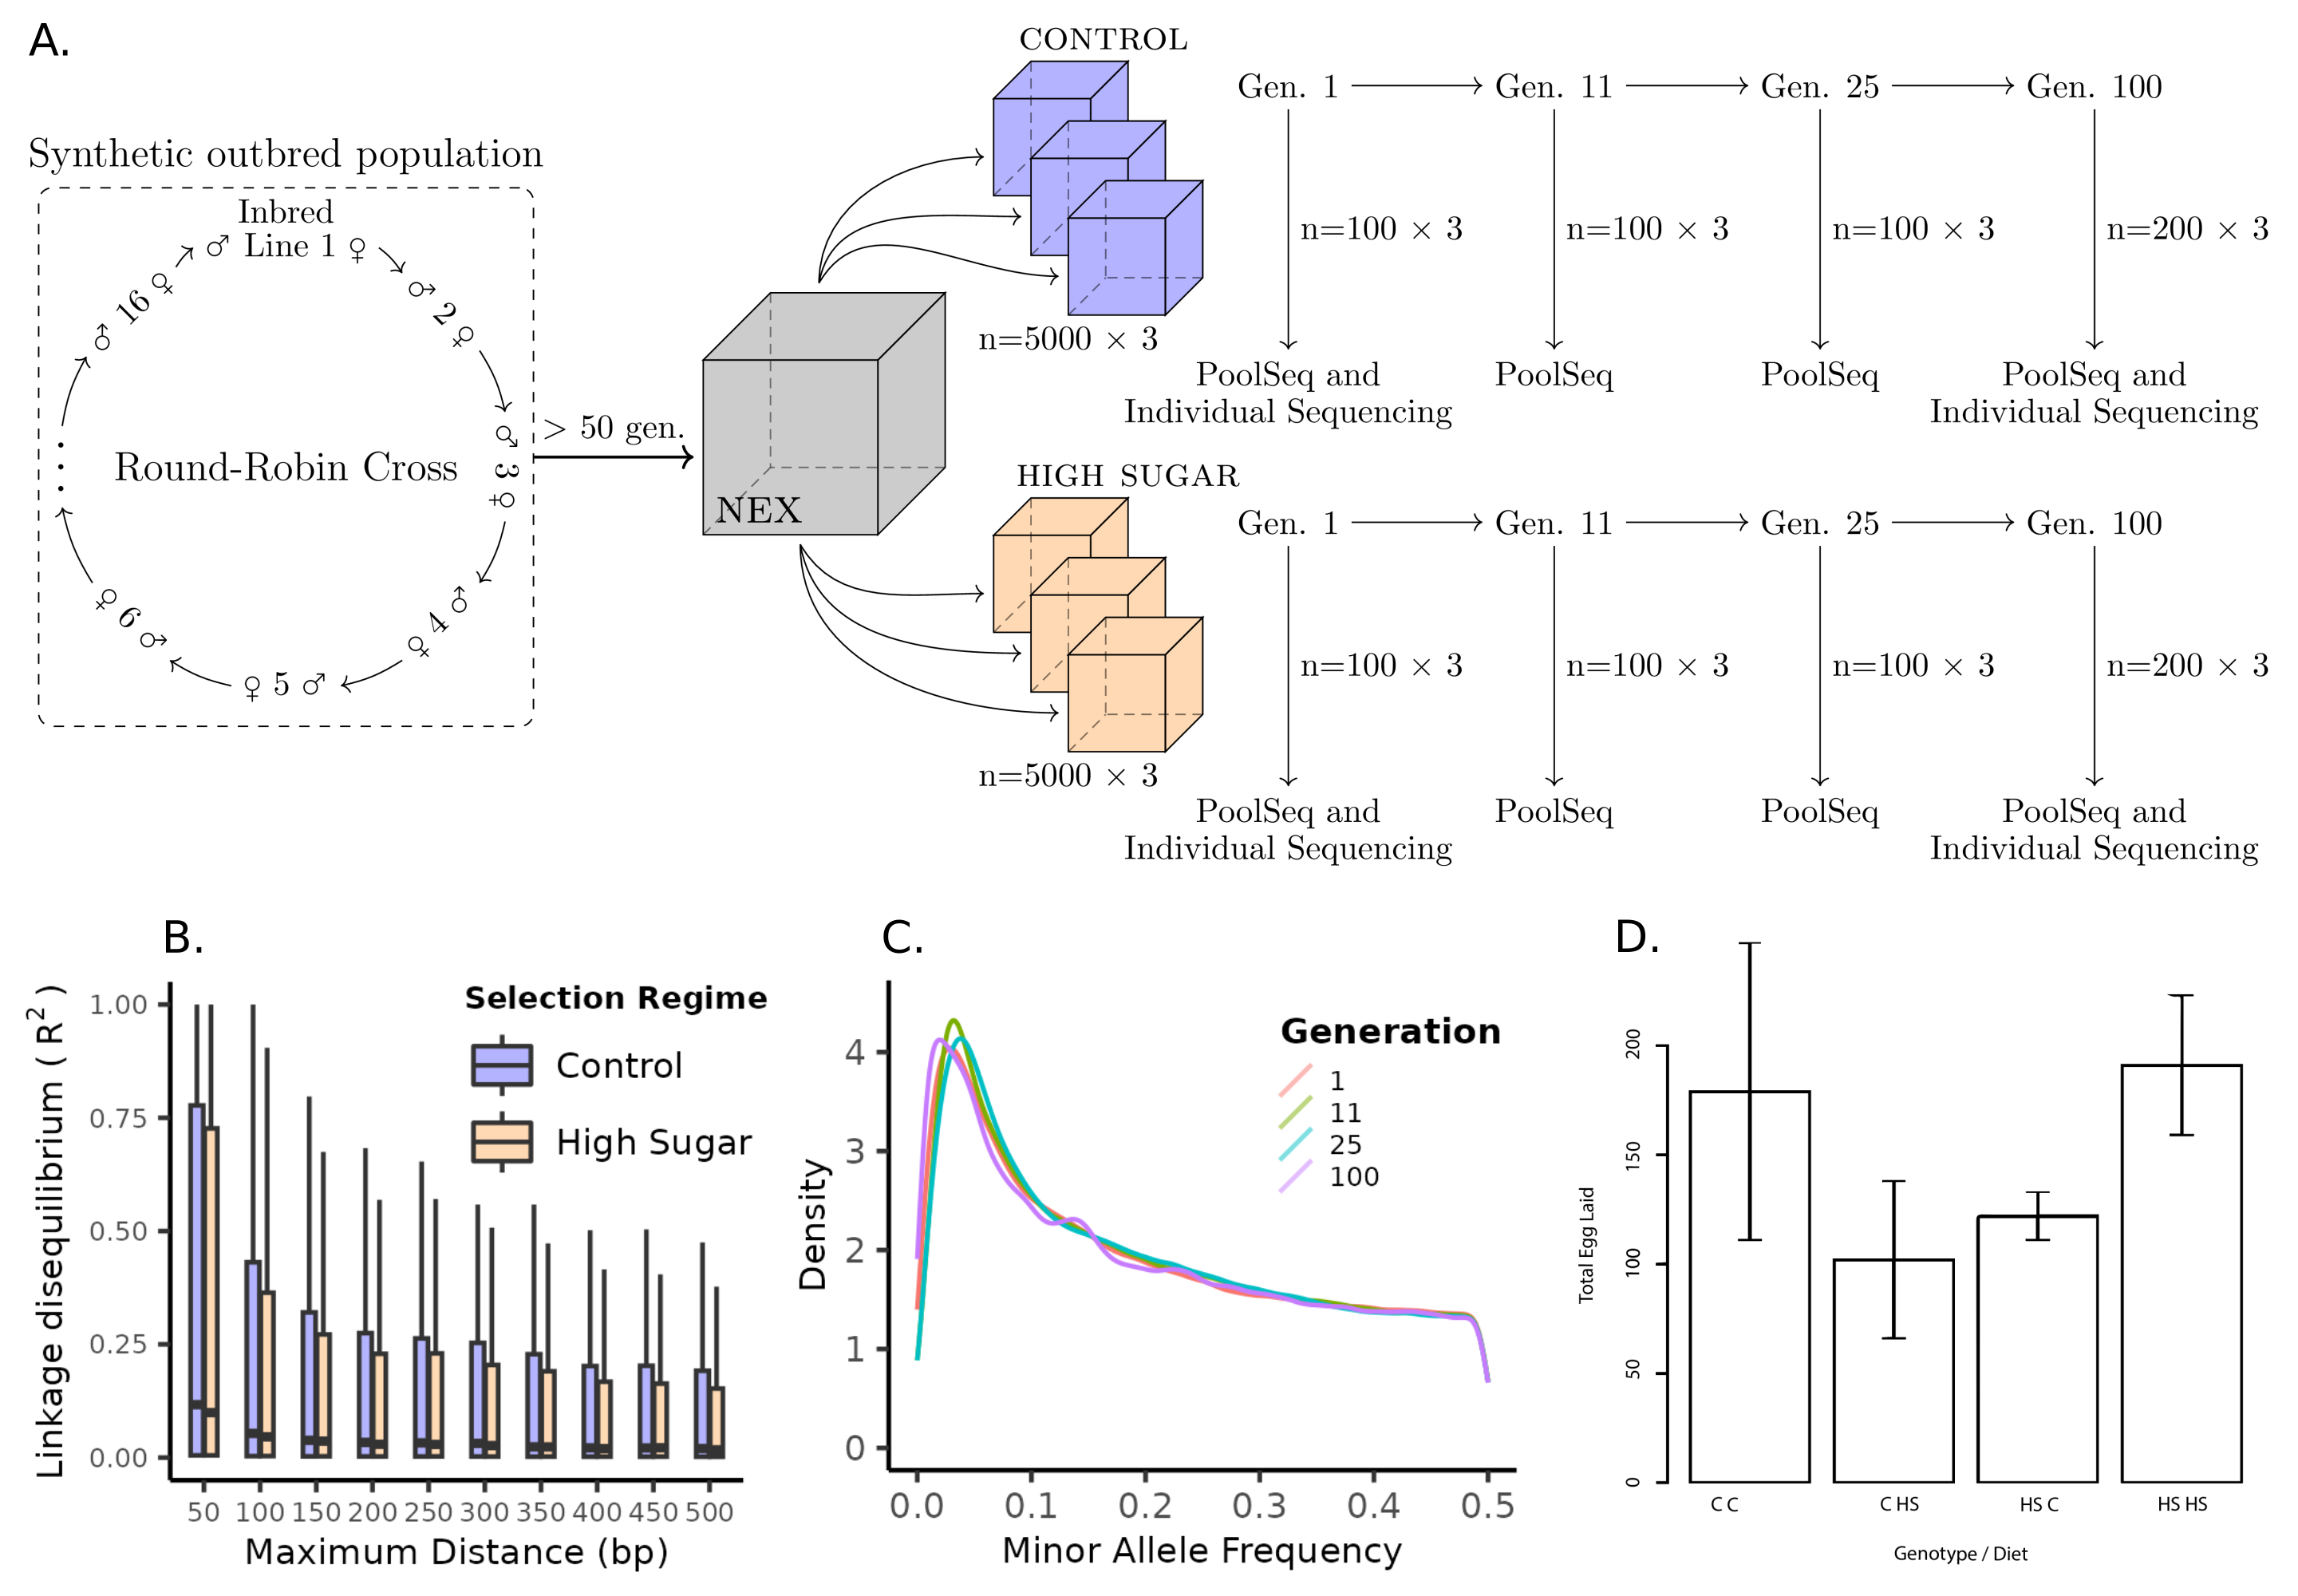 A.
Synthetic outbred population
Inbred
♂ Line 1 ♀
♂ 2 ♀
♂ 3 ♀
♂ 4 ♀
♀ 5 ♂
♂ 6 ♀
...
♂ 16 ♀
Round-Robin Cross
> 50 gen.
NEX
CONTROL
n=5000 × 3
Gen. 1
Gen. 11
Gen. 25
Gen. 100
n=100 × 3
n=100 × 3
n=100 × 3
n=200 × 3
PoolSeq and
Individual Sequencing
PoolSeq
PoolSeq
PoolSeq and
Individual Sequencing
HIGH SUGAR
n=5000 × 3
Gen. 1
Gen. 11
Gen. 25
Gen. 100
n=100 × 3
n=100 × 3
n=100 × 3
n=200 × 3
PoolSeq and
Individual Sequencing
PoolSeq
PoolSeq
PoolSeq and
Individual Sequencing
B.
Linkage disequilibrium ( R2 )
1.00
0.75
0.50
0.25
0.00
Selection Regime
Control
High Sugar
50 100 150 200 250 300 350 400 450 500
Maximum Distance (bp)
C.
Density
4
3
2
1
0
Generation
1
11
25
100
0.0 0.1 0.2 0.3 0.4 0.5
Minor Allele Frequency
D.
Total Egg Laid
200
150
100
50
0
C C
C HS
HS C
HS HS
Genotype / Diet